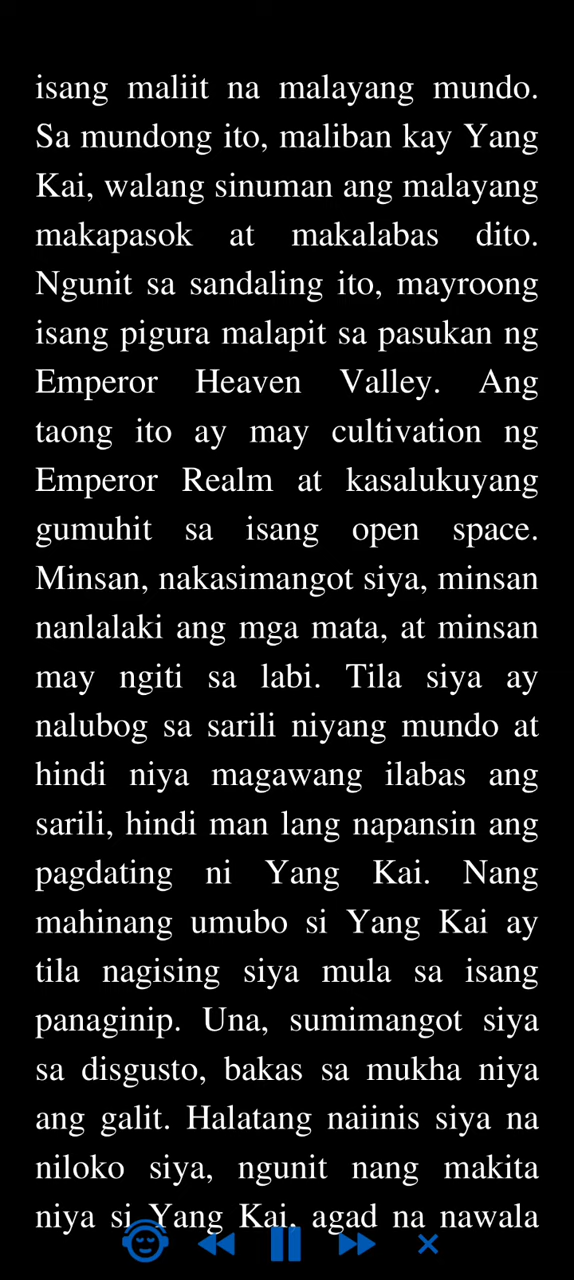 isang maliit na malayang mundo.
Sa mundong ito, maliban kay Yang
Kai, walang sinuman ang malayang
makapasok at makalabas dito.
Ngunit sa sandaling ito, mayroong
isang pigura malapit sa pasukan ng
Emperor Heaven Valley. Ang
taong ito ay may cultivation ng
Emperor Realm at kasalukuyang
gumuhit sa isang open space.
Minsan, nakasimangot siya, minsan
nanlalaki ang mga mata, at minsan
may ngiti sa labi. Tila siya ay
nalubog sa sarili niyang mundo at
hindi niya magawang ilabas ang
sarili, hindi man lang napansin ang
pagdating ni Yang Kai. Nang
mahinang umubo si Yang Kai ay
tila nagising siya mula sa isang
panaginip. Una, sumimangot siya
sa disgusto, bakas sa mukha niya
ang galit. Halatang naiinis siya na
niloko siya, ngunit nang makita
niya si Yang Kai, agad na nawala